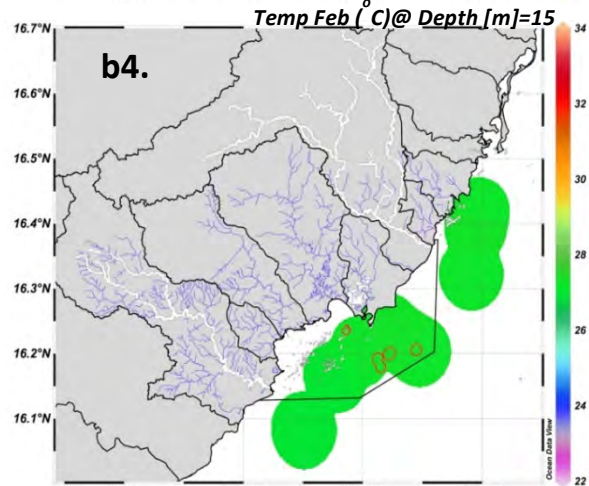 Temp Feb (°C)@ Depth [m]=15
b4.
16.7°N
16.6°N
16.5°N
16.4°N
16.3°N
16.2°N
16.1°N
34
32
30
28
26
24
22
Ocean Data View